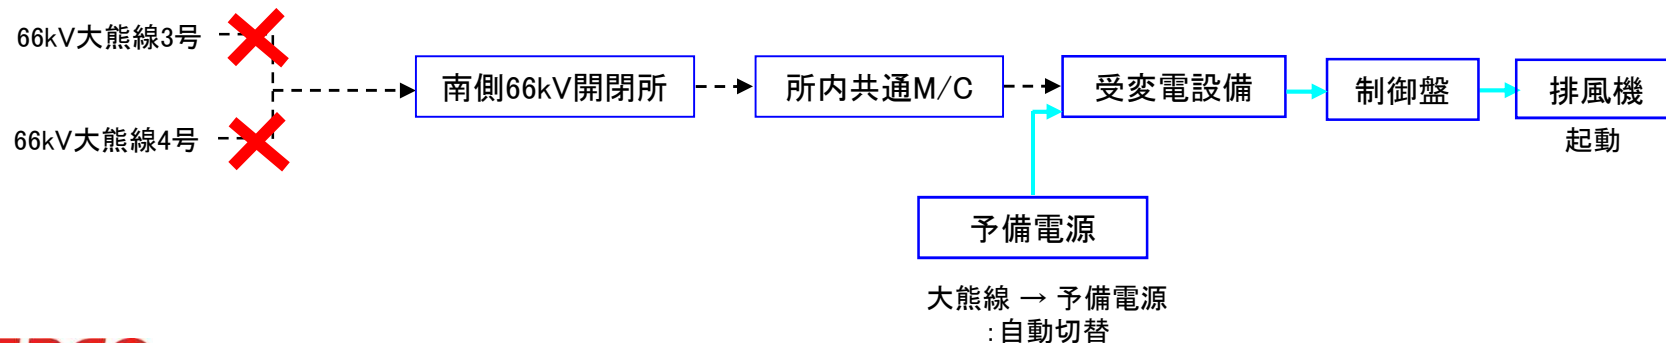 66kV大熊線3号
南側66kV開閉所
所内共通M/C
受変電設備
制御盤
排風機
起動
66kV大熊線4号
予備電源
大熊線 → 予備電源
:自動切替